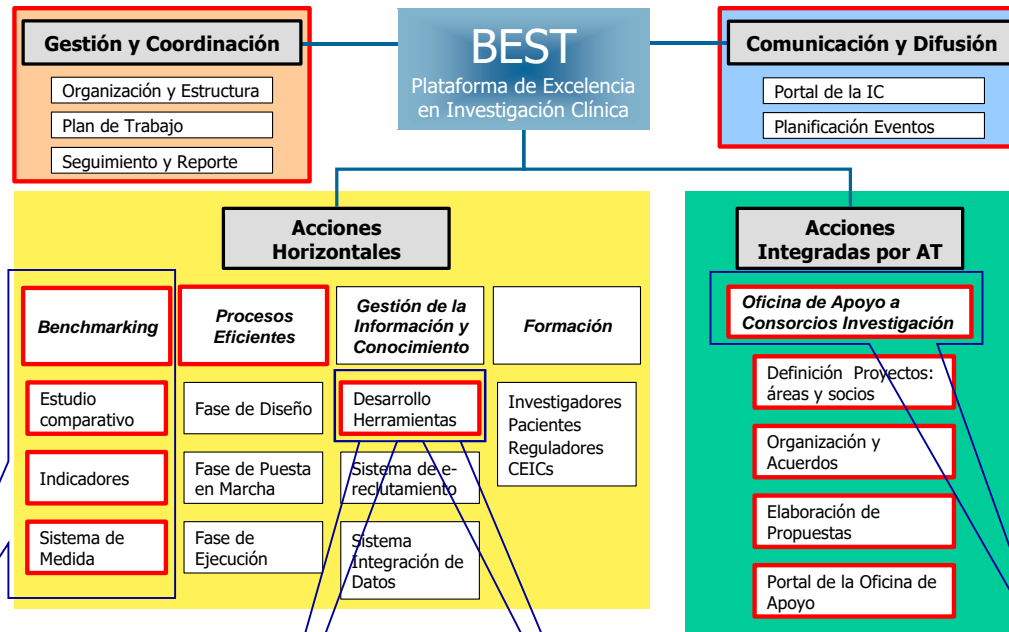 Gestión y Coordinación
Organización y Estructura
Plan de Trabajo
Seguimiento y Reporte
BEST
Plataforma de Excelencia
en Investigación Clínica
Comunicación y Difusión
Portal de la IC
Planificación Eventos
Acciones
Horizontales
Benchmarking
Estudio
comparativo
Indicadores
Sistema de
Medida
Procesos
Eficientes
Fase de Diseño
Fase de Puesta
en Marcha
Fase de
Ejecución
Gestión de la
Información y
Conocimiento
Desarrollo
Herramientas
Sistema de e-
reclutamiento
Sistema
Integración de
Datos
Formación
Investigadores
Pacientes
Reguladores
CEICs
Acciones
Integradas por AT
Oficina de Apoyo a
Consorcios Investigación
Definición Proyectos:
áreas y socios
Organización y
Acuerdos
Elaboración de
Propuestas
Portal de la Oficina de
Apoyo